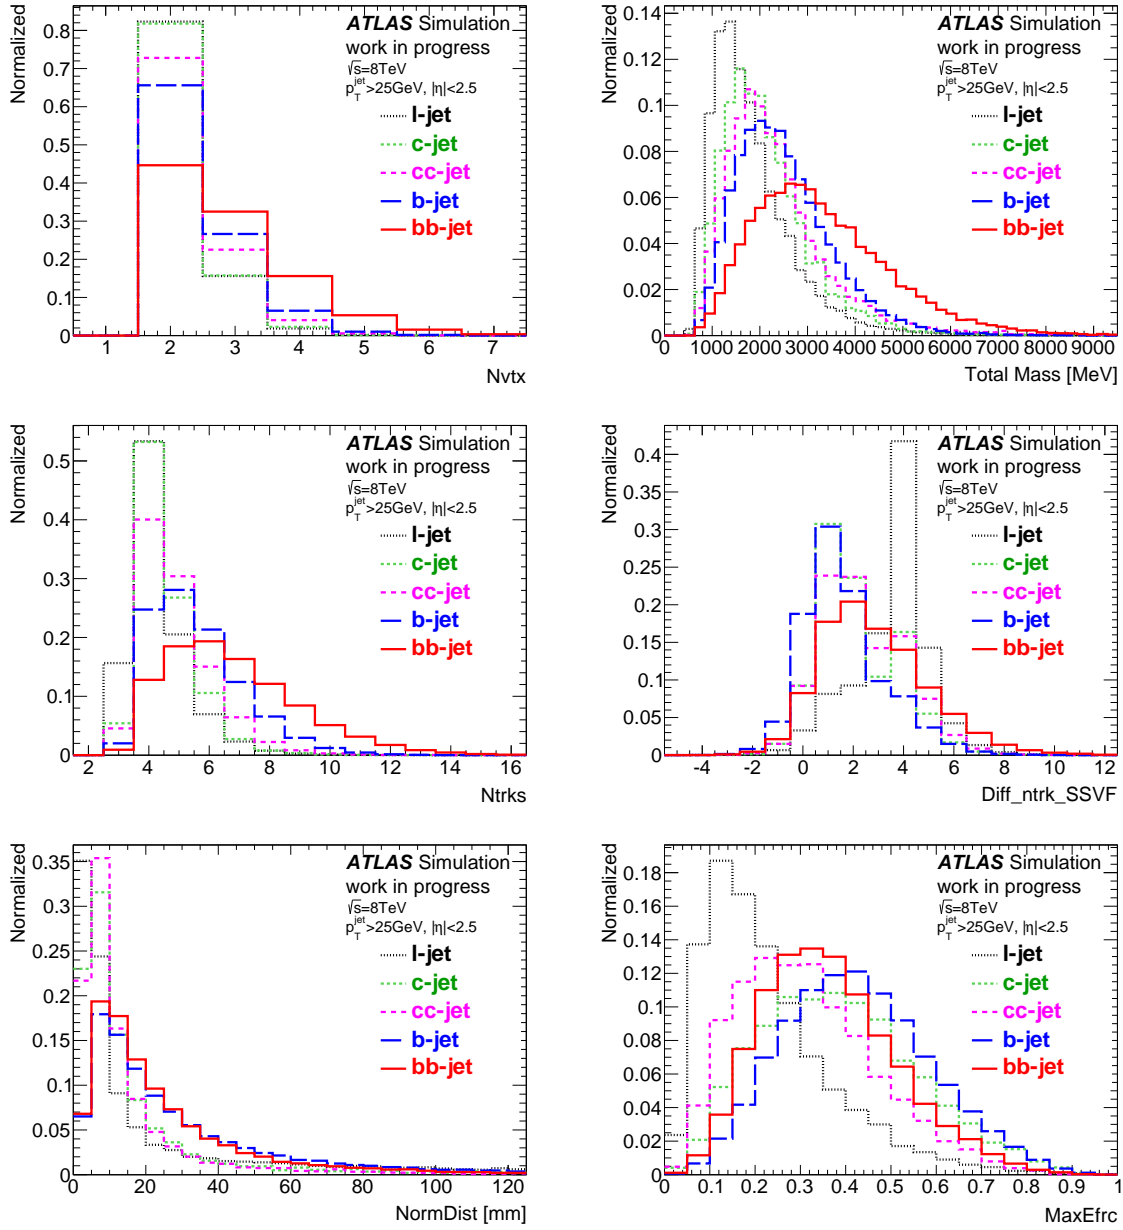 Normalized
0.8
0.7
0.6
0.5
0.4
0.3
0.2
0.1
0
1 2 3 4 5 6 7
Nvtx
ATLAS Simulation
work in progress
√s=8TeV
p_T^jet>25GeV, |η|<2.5
l-jet
c-jet
cc-jet
b-jet
bb-jet
Normalized
0.14
0.12
0.1
0.08
0.06
0.04
0.02
0
0 1000 2000 3000 4000 5000 6000 7000 8000 9000
Total Mass [MeV]
ATLAS Simulation
work in progress
√s=8TeV
p_T^jet>25GeV, |η|<2.5
l-jet
c-jet
cc-jet
b-jet
bb-jet
Normalized
0.5
0.4
0.3
0.2
0.1
0
2 4 6 8 10 12 14 16
Ntrks
ATLAS Simulation
work in progress
√s=8TeV
p_T^jet>25GeV, |η|<2.5
l-jet
c-jet
cc-jet
b-jet
bb-jet
Normalized
0.4
0.35
0.3
0.25
0.2
0.15
0.1
0.05
0
-4 -2 0 2 4 6 8 10 12
Diff_ntrk_SSVF
ATLAS Simulation
work in progress
√s=8TeV
p_T^jet>25GeV, |η|<2.5
l-jet
c-jet
cc-jet
b-jet
bb-jet
Normalized
0.35
0.3
0.25
0.2
0.15
0.1
0.05
0
0 20 40 60 80 100 120
NormDist [mm]
ATLAS Simulation
work in progress
√s=8TeV
p_T^jet>25GeV, |η|<2.5
l-jet
c-jet
cc-jet
b-jet
bb-jet
Normalized
0.18
0.16
0.14
0.12
0.1
0.08
0.06
0.04
0.02
0
0 0.1 0.2 0.3 0.4 0.5 0.6 0.7 0.8 0.9 1
MaxEfrc
ATLAS Simulation
work in progress
√s=8TeV
p_T^jet>25GeV, |η|<2.5
l-jet
c-jet
cc-jet
b-jet
bb-jet